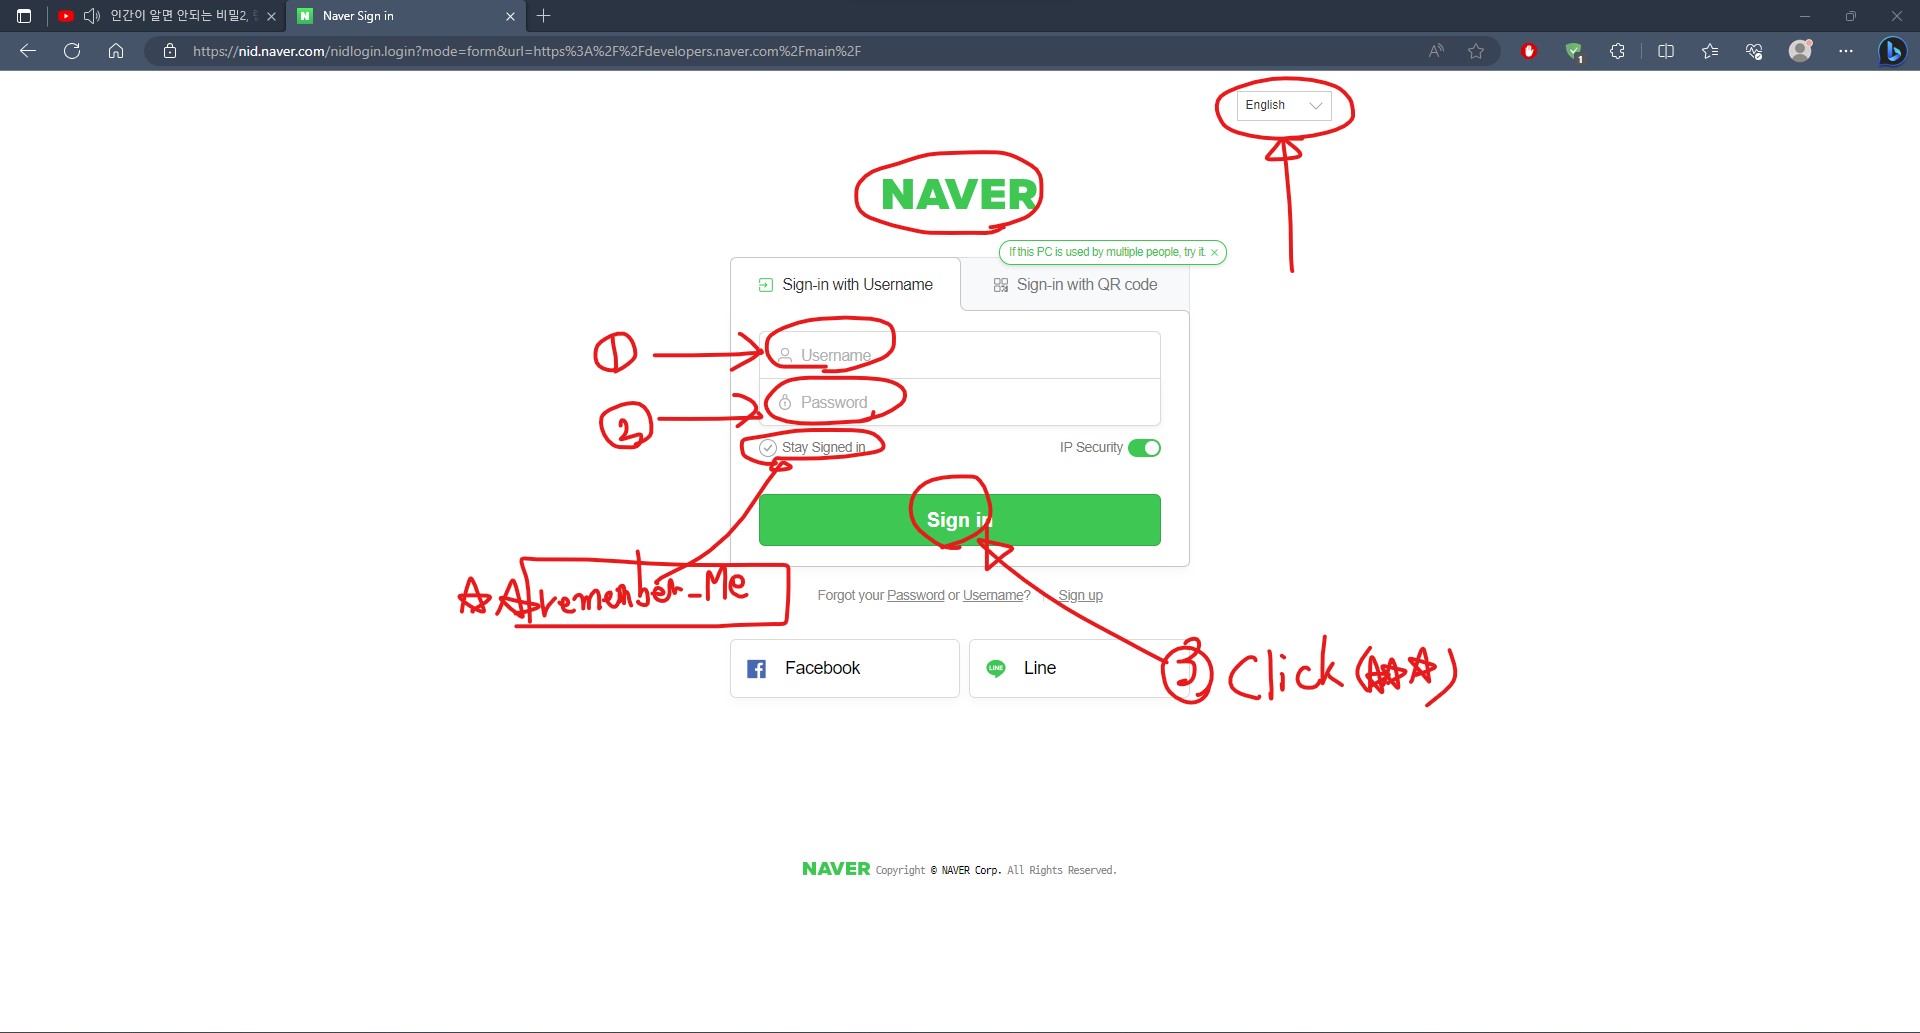 인간이 알면 안되는 비밀2,
Naver Sign in
https://nid.naver.com/nidlogin.login?mode=form&url=https%3A%2F%2Fdevelopers.naver.com%2Fmain%2F
1
English
NAVER
If this PC is used by multiple people, try it.
Sign-in with Username
Sign-in with QR code
① Username
② Password
Stay Signed in
IP Security
Sign in
remember_Me
Forgot your Password or Username?
Sign up
Facebook
LINE Line
③ Click (☆☆☆)
NAVER Copyright © NAVER Corp. All Rights Reserved.